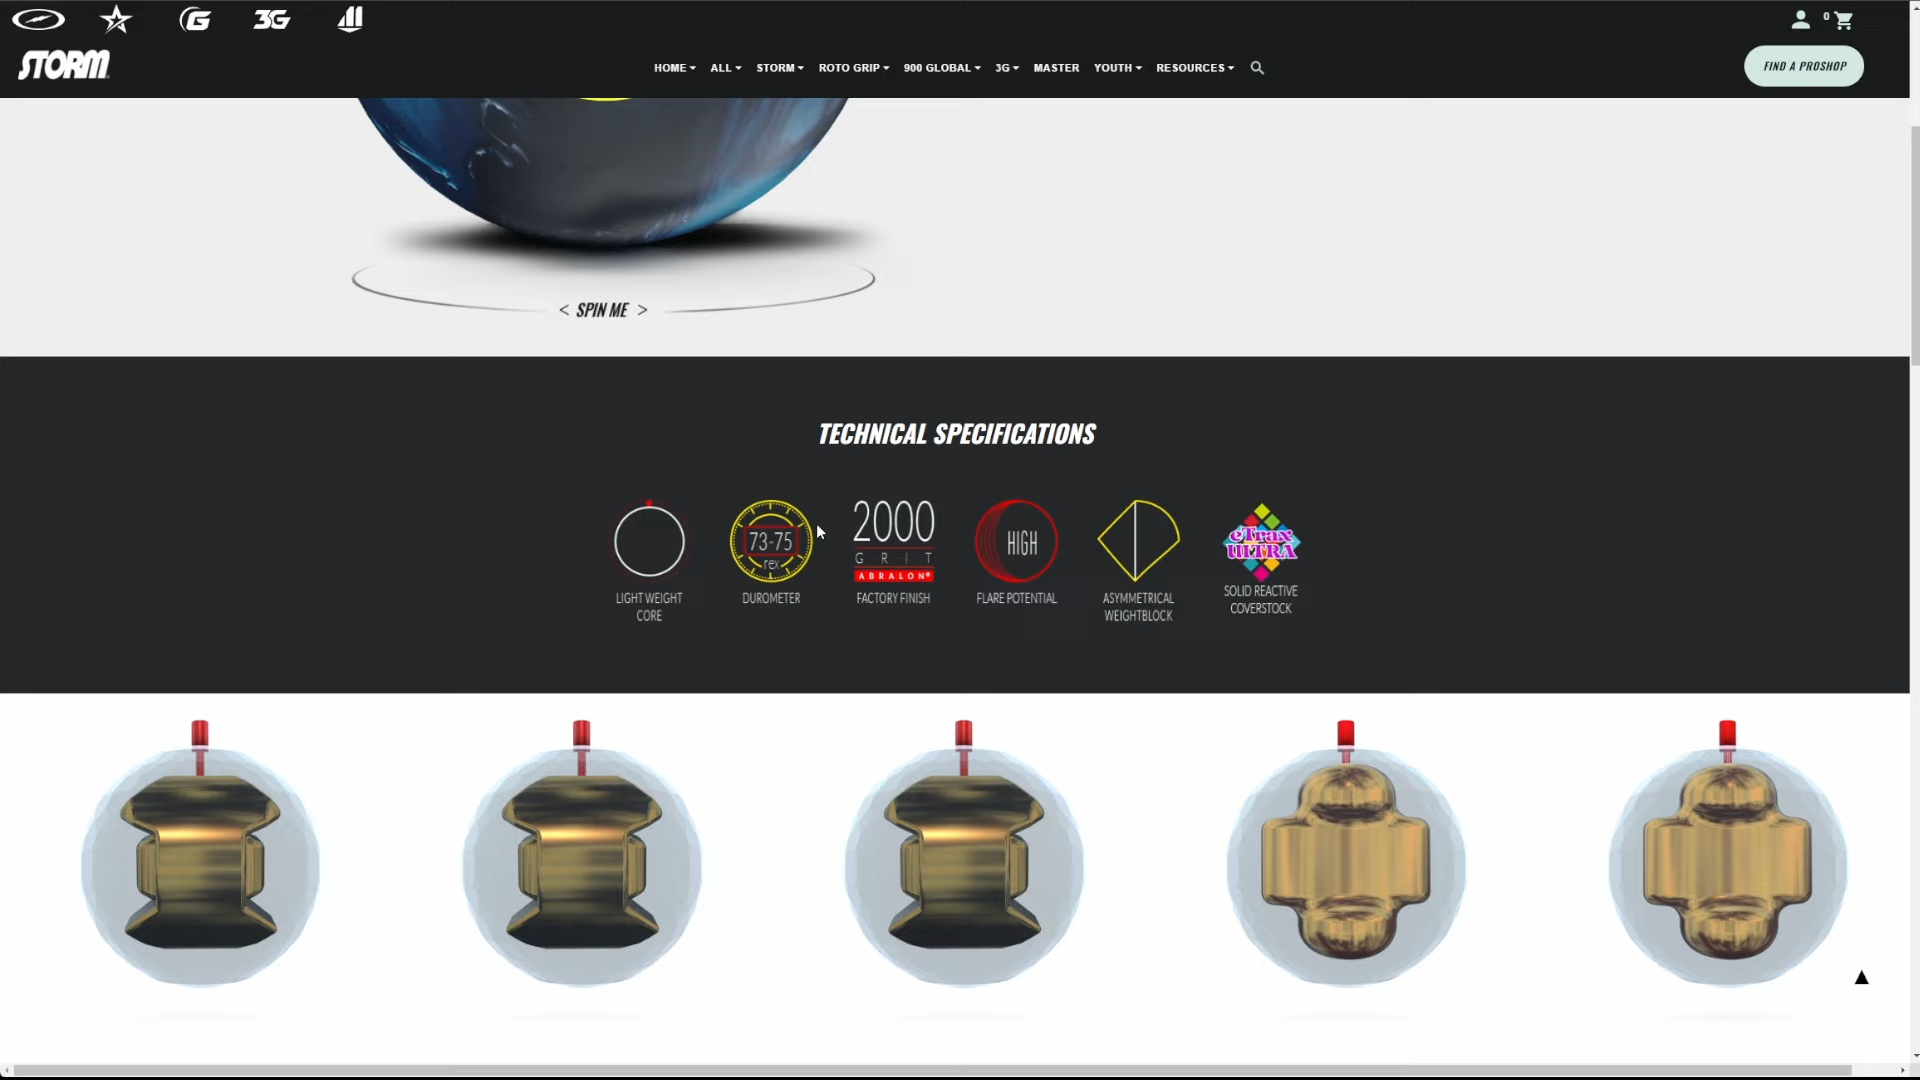 3G
STORM
HOME ALL STORM ROTO GRIP 900 GLOBAL 3G MASTER YOUTH RESOURCES
0
FIND A PROSHOP
< SPIN ME >
TECHNICAL SPECIFICATIONS
LIGHT WEIGHT
CORE
73-75
rex
DUROMETER
2000
GRIT
ABRALON®
FACTORY FINISH
HIGH
FLARE POTENTIAL
ASYMMETRICAL
WEIGHTBLOCK
eTrax
ULTRA
SOLID REACTIVE
COVERSTOCK